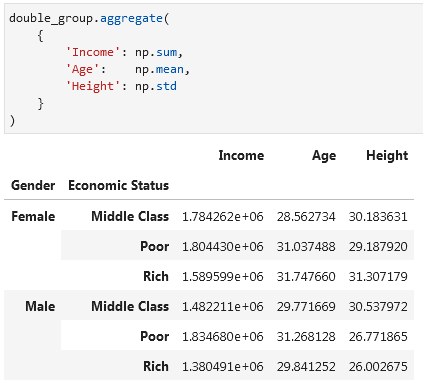 double_group.aggregate(
    {
        'Income': np.sum,
        'Age':    np.mean,
        'Height': np.std
    }
)
Income Age Height
Gender Economic Status
Female Middle Class 1.784262e+06 28.562734 30.183631
Poor 1.804430e+06 31.037488 29.187920
Rich 1.589599e+06 31.747660 31.307179
Male Middle Class 1.482211e+06 29.771669 30.537972
Poor 1.834680e+06 31.268128 26.771865
Rich 1.380491e+06 29.841252 26.002675